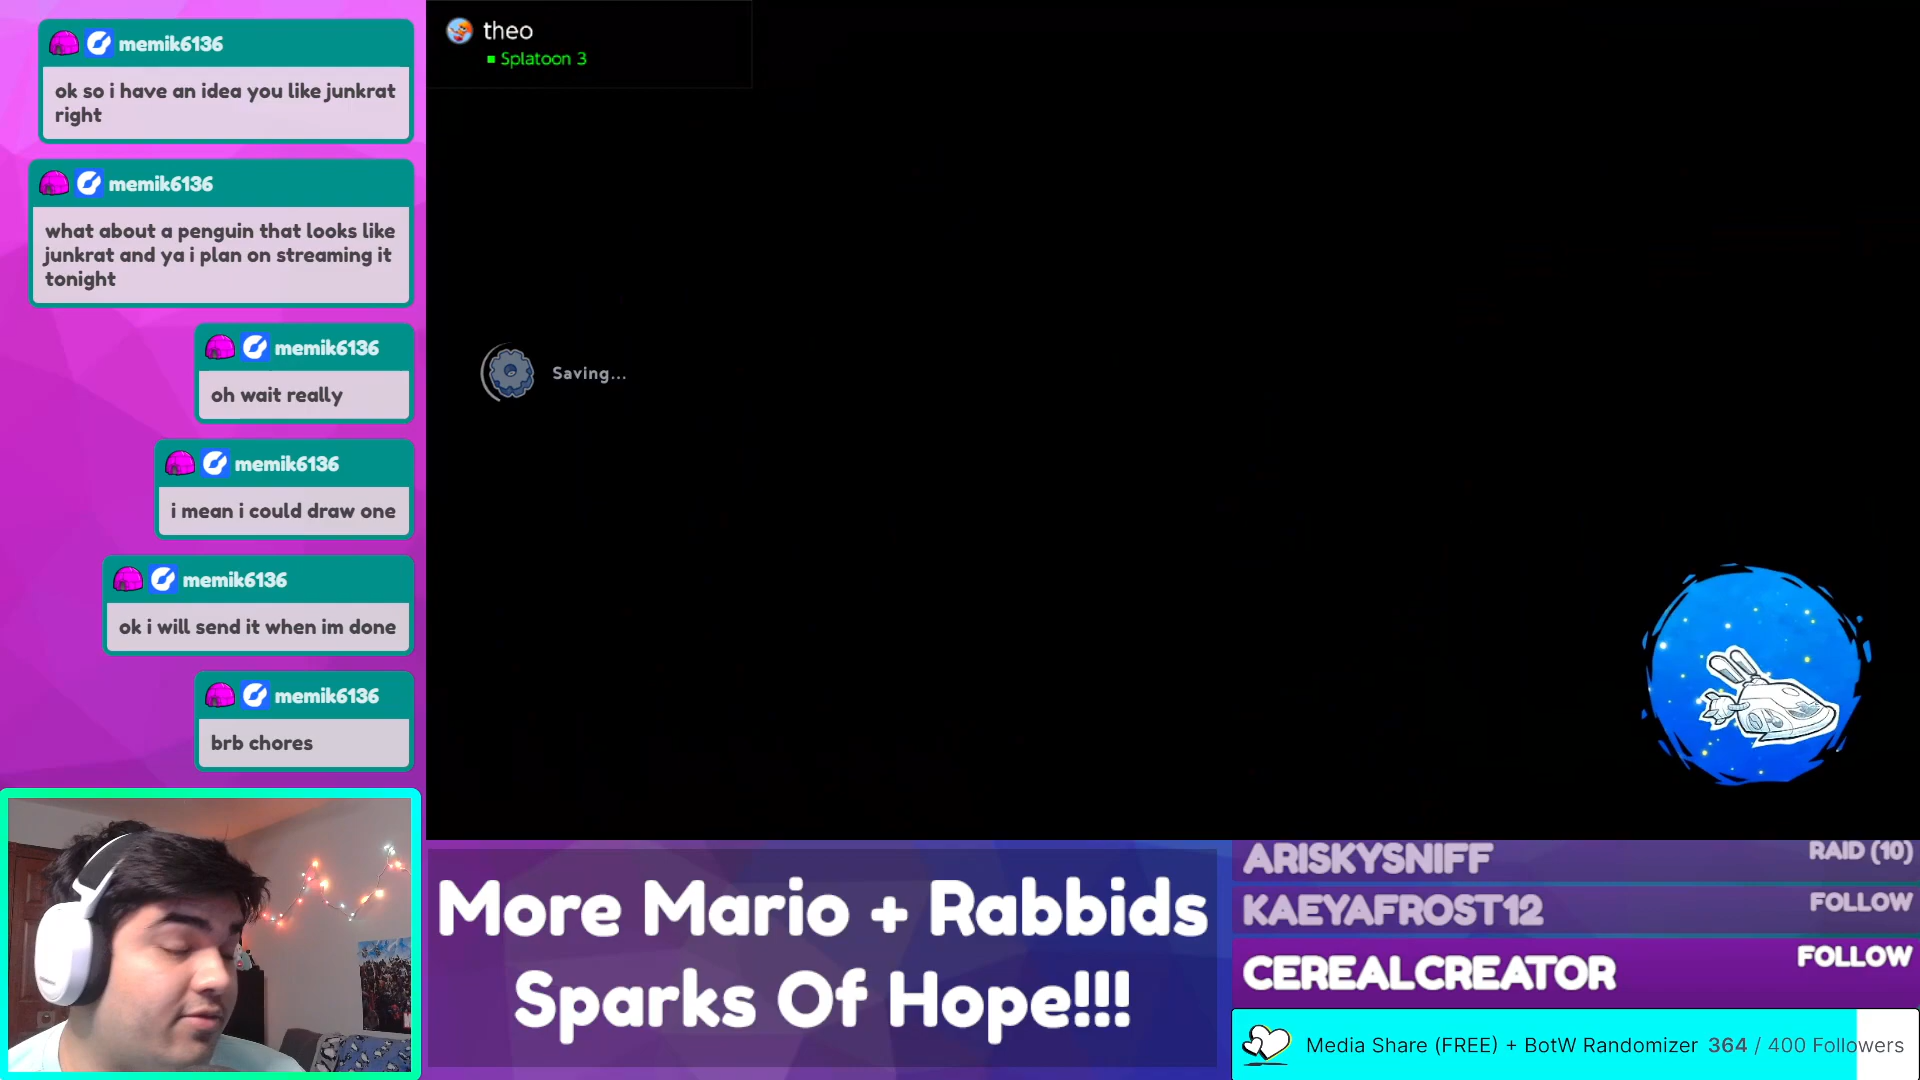 memik6136
ok so i have an idea you like junkrat
right
memik6136
what about a penguin that looks like
junkrat and ya i plan on streaming it
tonight
memik6136
oh wait really
memik6136
i mean i could draw one
memik6136
ok i will send it when im done
memik6136
brb chores
theo
Splatoon 3
Saving...
More Mario + Rabbids
Sparks Of Hope!!!
ARISKYSNIFF RAID (10)
KAEYAFROST12 FOLLOW
CEREALCREATOR FOLLOW
Media Share (FREE) + BotW Randomizer 364 / 400 Followers